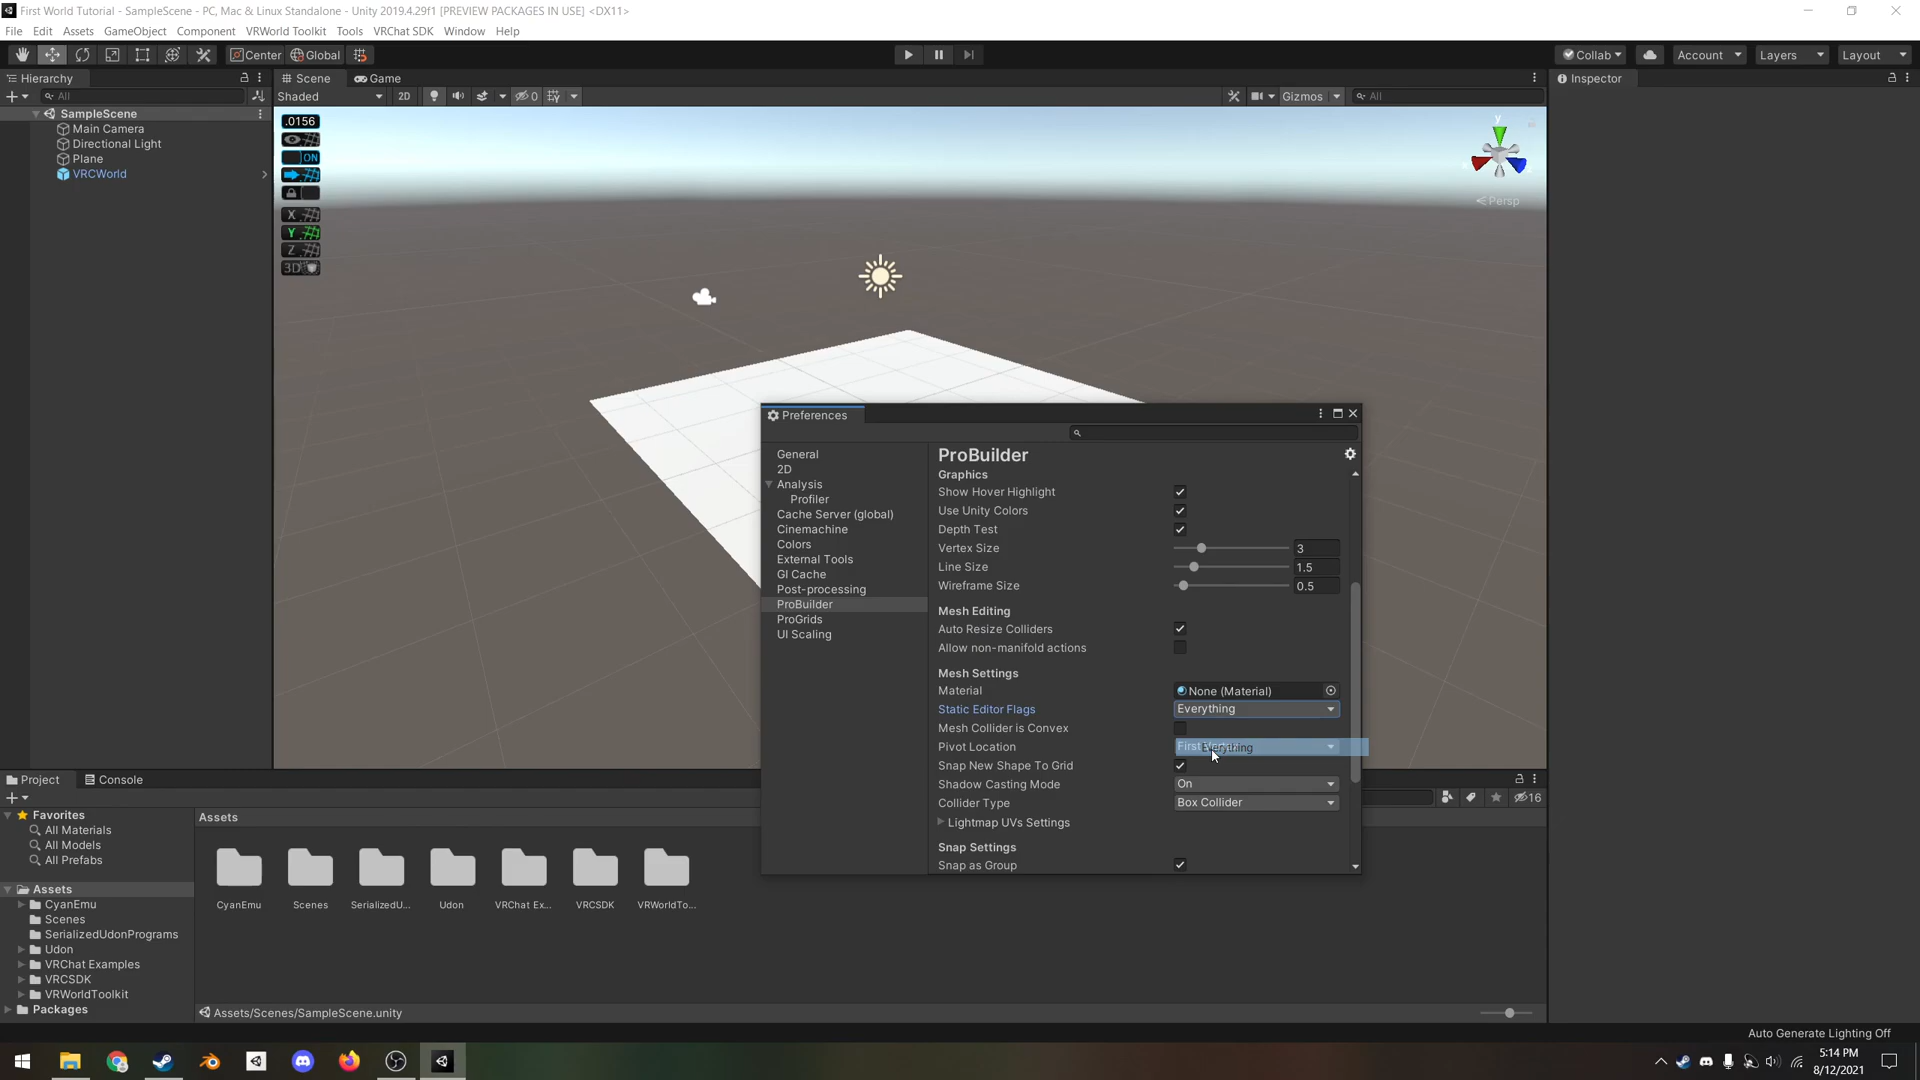 First World Tutorial - SampleScene - PC, Mac & Linux Standalone - Unity 2019.4.29f1 [PREVIEW PACKAGES IN USE] <DX11>
File Edit Assets GameObject Component VRWorld Toolkit Tools VRChat SDK Window Help
Center Global Collab Account Layers Layout
Hierarchy
All
SampleScene
Main Camera
Directional Light
Plane
VRCWorld
Scene Game
Shaded 2D 0 Gizmos All
.0156
ON
X
Y
Z
3D
y
Persp
Inspector
Preferences
General
2D
Analysis
Profiler
Cache Server (global)
Cinemachine
Colors
External Tools
GI Cache
Post-processing
ProBuilder
ProGrids
UI Scaling
ProBuilder
Graphics
Show Hover Highlight
Use Unity Colors
Depth Test
Vertex Size 3
Line Size 1.5
Wireframe Size 0.5
Mesh Editing
Auto Resize Colliders
Allow non-manifold actions
Mesh Settings
Material None (Material)
Static Editor Flags Everything
Mesh Collider is Convex
Pivot Location First Everything
Snap New Shape To Grid
Shadow Casting Mode On
Collider Type Box Collider
Lightmap UVs Settings
Snap Settings
Snap as Group
Project Console
16
Favorites
All Materials
All Models
All Prefabs
Assets
CyanEmu
Scenes
SerializedUdonPrograms
Udon
VRChat Examples
VRCSDK
VRWorldToolkit
Packages
Assets
CyanEmu Scenes SerializedU... Udon VRChat Ex... VRCSDK VRWorldTo...
Assets/Scenes/SampleScene.unity
Auto Generate Lighting Off
5:14 PM
8/12/2021